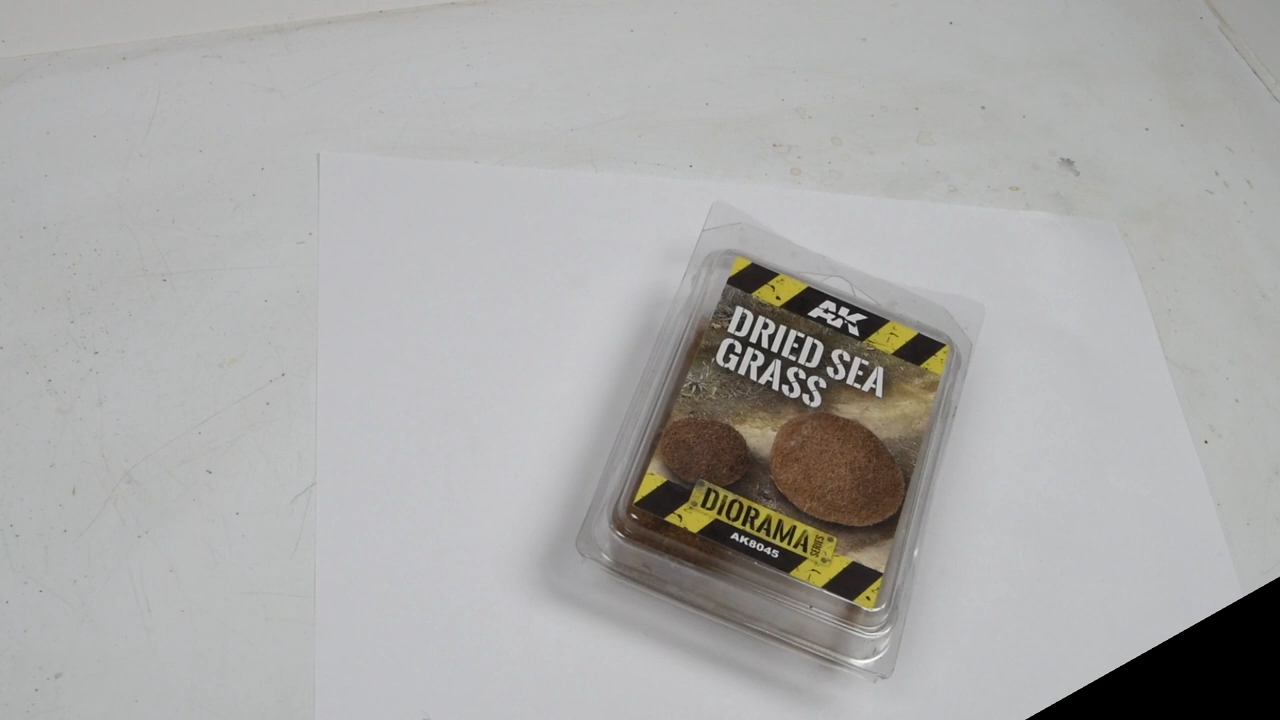 AK
DRIED SEA
GRASS
DIORAMA
SERIES
AK8045